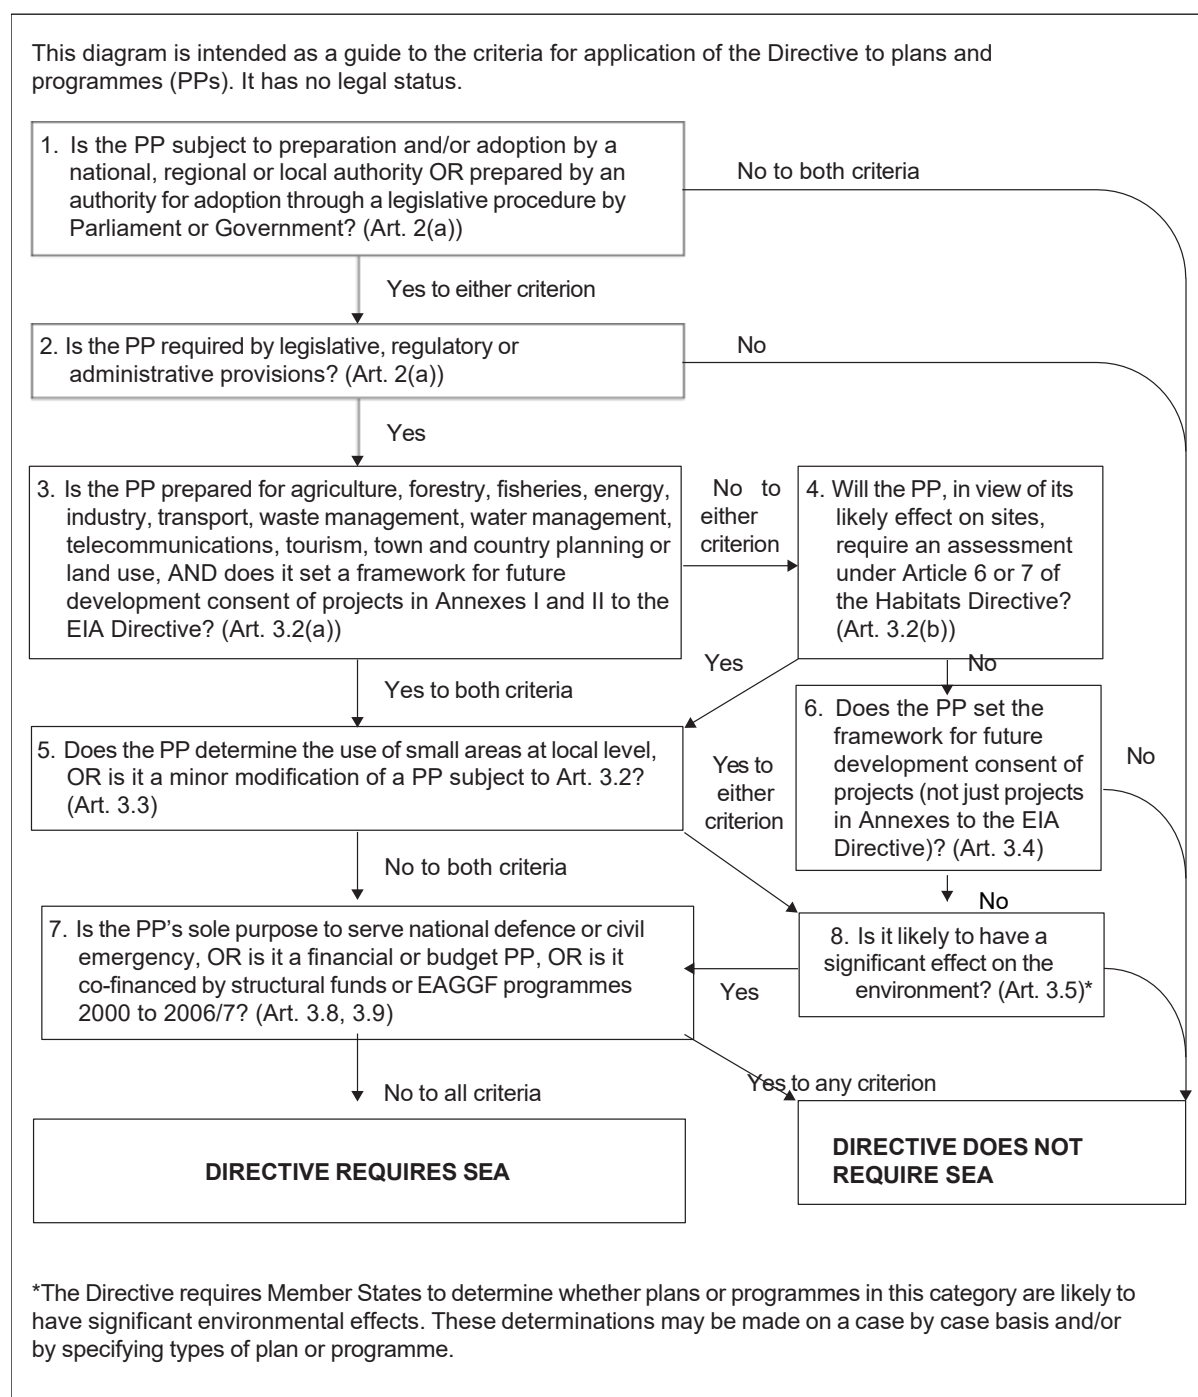 This diagram is intended as a guide to the criteria for application of the Directive to plans and
programmes (PPs). It has no legal status.
1. Is the PP subject to preparation and/or adoption by a
national, regional or local authority OR prepared by an
authority for adoption through a legislative procedure by
Parliament or Government? (Art. 2(a))
No to both criteria
Yes to either criterion
2. Is the PP required by legislative, regulatory or
administrative provisions? (Art. 2(a))
No
Yes
3. Is the PP prepared for agriculture, forestry, fisheries, energy,
industry, transport, waste management, water management,
telecommunications, tourism, town and country planning or
land use, AND does it set a framework for future
development consent of projects in Annexes I and II to the
EIA Directive? (Art. 3.2(a))
No to
either
criterion
4. Will the PP, in view of its
likely effect on sites,
require an assessment
under Article 6 or 7 of
the Habitats Directive?
(Art. 3.2(b))
Yes
No
Yes to both criteria
5. Does the PP determine the use of small areas at local level,
OR is it a minor modification of a PP subject to Art. 3.2?
(Art. 3.3)
Yes to
either
criterion
6. Does the PP set the
framework for future
development consent of
projects (not just projects
in Annexes to the EIA
Directive)? (Art. 3.4)
No
No to both criteria
No
7. Is the PP's sole purpose to serve national defence or civil
emergency, OR is it a financial or budget PP, OR is it
co-financed by structural funds or EAGGF programmes
2000 to 2006/7? (Art. 3.8, 3.9)
Yes
8. Is it likely to have a
significant effect on the
environment? (Art. 3.5)*
No to all criteria
Yes to any criterion
DIRECTIVE REQUIRES SEA
DIRECTIVE DOES NOT
REQUIRE SEA
*The Directive requires Member States to determine whether plans or programmes in this category are likely to
have significant environmental effects. These determinations may be made on a case by case basis and/or
by specifying types of plan or programme.